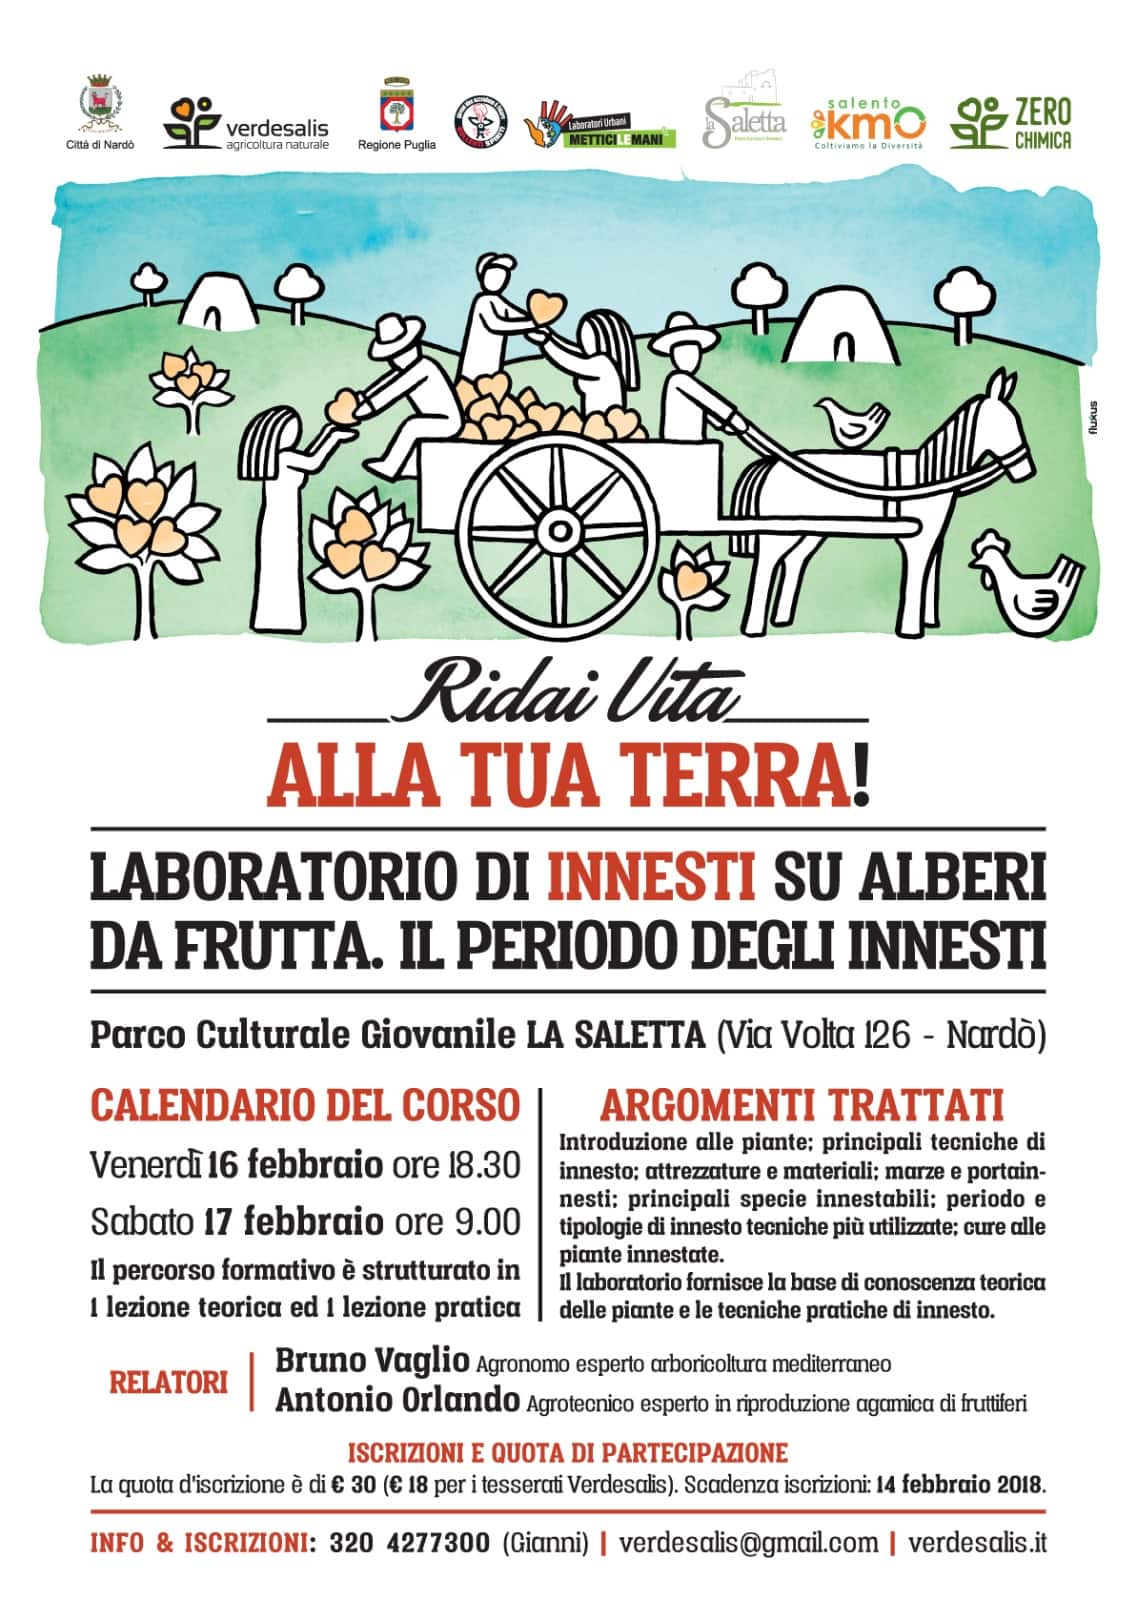 Città di Nardò
verdesalis
agricoltura naturale
Regione Puglia
Laboratori Urbani
METTICI LE MANI
la Saletta
salento
km0
Coltiviamo la Diversità
ZERO
CHIMICA
fluxus
Ridai Vita
ALLA TUA TERRA!
LABORATORIO DI INNESTI SU ALBERI
DA FRUTTA. IL PERIODO DEGLI INNESTI
Parco Culturale Giovanile LA SALETTA (Via Volta 126 - Nardò)
CALENDARIO DEL CORSO
Venerdì 16 febbraio ore 18.30
Sabato 17 febbraio ore 9.00
Il percorso formativo è strutturato in
1 lezione teorica ed 1 lezione pratica
ARGOMENTI TRATTATI
Introduzione alle piante; principali tecniche di
innesto; attrezzature e materiali; marze e portain-
nesti; principali specie innestabili; periodo e
tipologie di innesto tecniche più utilizzate; cure alle
piante innestate.
Il laboratorio fornisce la base di conoscenza teorica
delle piante e le tecniche pratiche di innesto.
RELATORI
Bruno Vaglio Agronomo esperto arboricoltura mediterraneo
Antonio Orlando Agrotecnico esperto in riproduzione agamica di fruttiferi
ISCRIZIONI E QUOTA DI PARTECIPAZIONE
La quota d'iscrizione è di € 30 (€ 18 per i tesserati Verdesalis). Scadenza iscrizioni: 14 febbraio 2018.
INFO & ISCRIZIONI: 320 4277300 (Gianni) | verdesalis@gmail.com | verdesalis.it